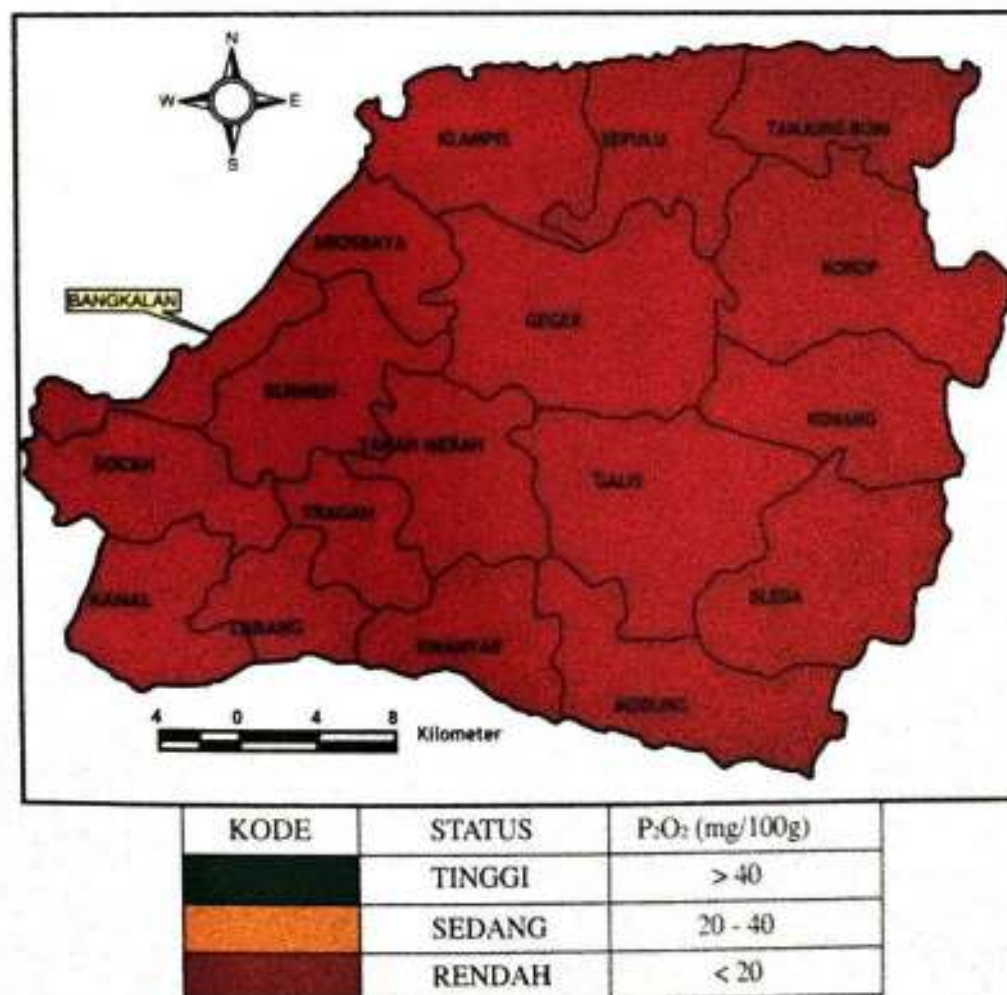 N
W E
S
KLAMPIS
SEPULU
TANJUNG BUMI
AROSBAYA
KOKOP
BANGKALAN
GEGER
BURNEH
TANAH MERAH
KONANG
SOCAH
GALIS
TRAGAH
KAMAL
BLEGA
LABANG
KWANYAR
MODUNG
4 0 4 8 Kilometer
KODE STATUS P₂O₂ (mg/100g)
TINGGI > 40
SEDANG 20 - 40
RENDAH < 20